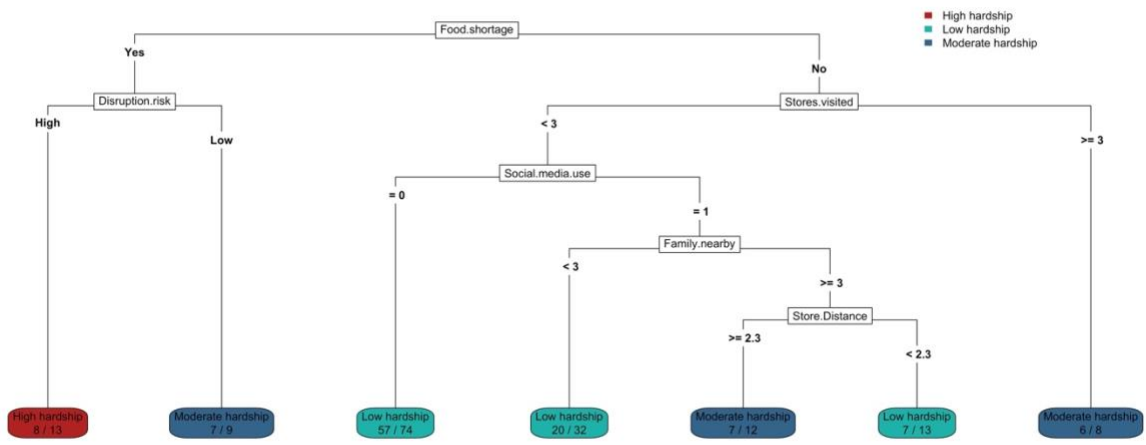 Food.shortage
High hardship
Low hardship
Moderate hardship
Yes
No
Disruption.risk
Stores.visited
High
Low
< 3
>= 3
Social.media.use
= 0
= 1
Family.nearby
< 3
>= 3
Store.Distance
>= 2.3
< 2.3
High hardship
8 / 13
Moderate hardship
7 / 9
Low hardship
57 / 74
Low hardship
20 / 32
Moderate hardship
7 / 12
Low hardship
7 / 13
Moderate hardship
6 / 8